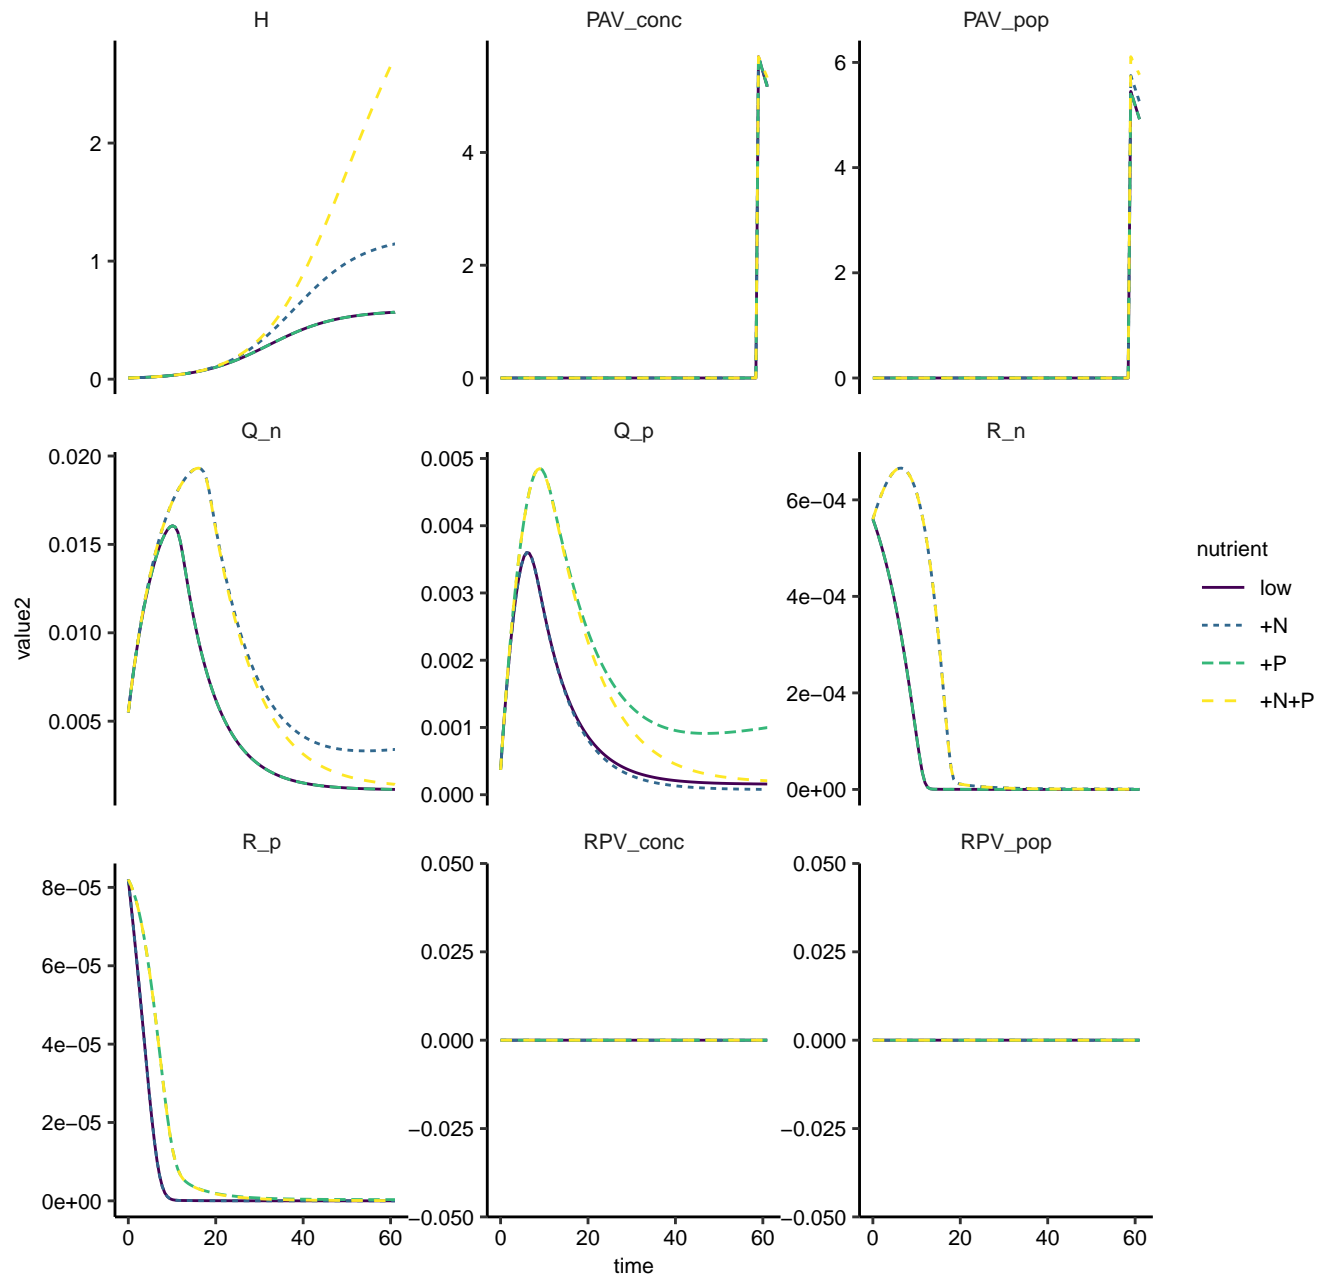 H
PAV_conc
PAV_pop
2
1
0
4
2
0
6
4
2
0
Q_n
Q_p
R_n
0.020
0.015
0.010
0.005
0.005
0.004
0.003
0.002
0.001
0.000
6e−04
4e−04
2e−04
0e+00
value2
nutrient
low
+N
+P
+N+P
R_p
RPV_conc
RPV_pop
8e−05
6e−05
4e−05
2e−05
0e+00
0.050
0.025
0.000
−0.025
−0.050
0.050
0.025
0.000
−0.025
−0.050
0 20 40 60
0 20 40 60
0 20 40 60
time